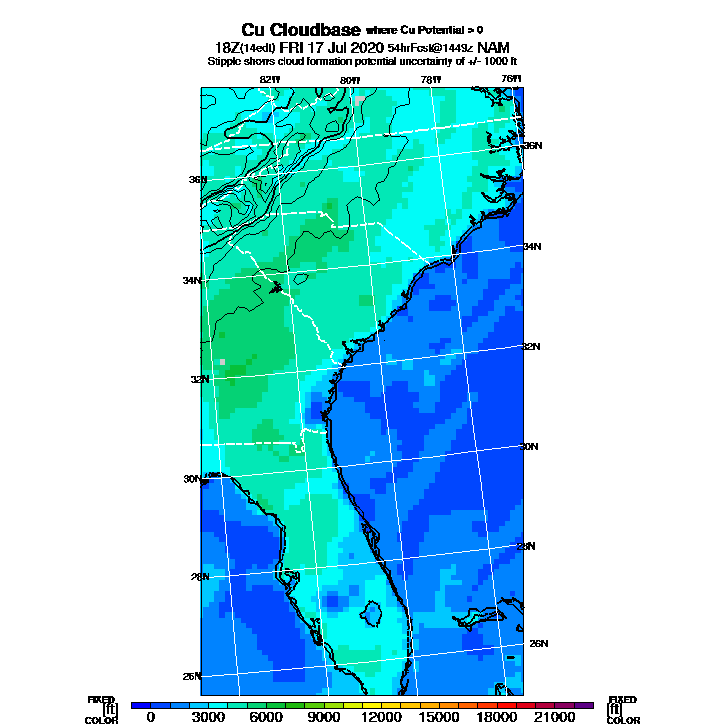 Cu Cloudbase where Cu Potential > 0
18Z(14edt) FRI 17 Jul 2020 54hrFcst@1449z NAM
Stipple shows cloud formation potential uncertainty of +/- 1000 ft
82W 80W 78W 76W
36N
36N
34N
34N
32N
32N
30N
30N
28N
28N
26N
26N
FIXED FIXED
[ft] 0 3000 6000 9000 12000 15000 18000 21000 [ft]
COLOR COLOR